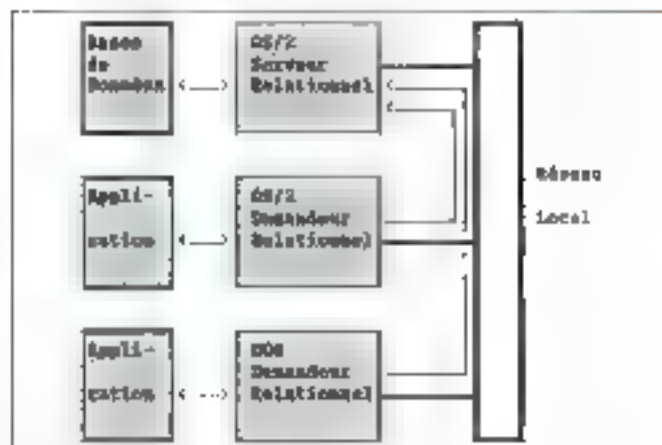 Bases
de
Données
OS/2
Serveur
Relationnel
Appli-
cation
OS/2
Demandeur
Relationnel
Réseau
Local
Appli-
cation
DOS
Demandeur
Relationnel